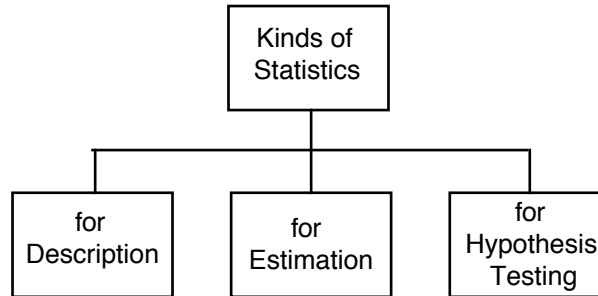 Kinds of
Statistics
for
Description
for
Estimation
for
Hypothesis
Testing